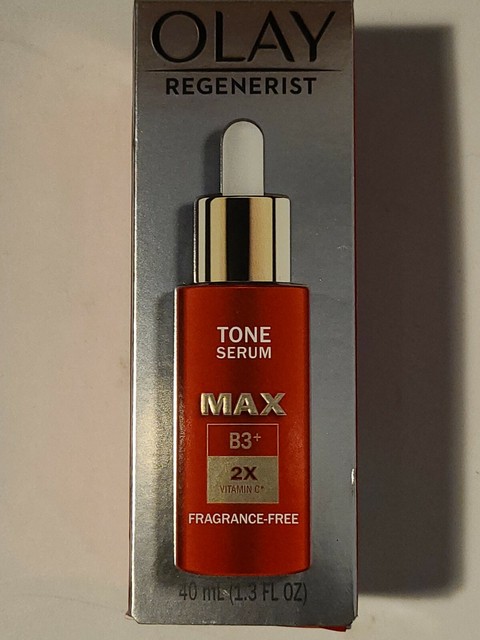 OLAY
REGENERIST
TONE
SERUM
MAX
B3+
2X
VITAMIN C*
FRAGRANCE-FREE
40 mL (1.3 FL OZ)